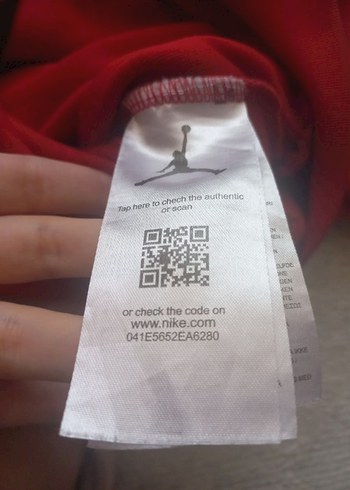 Tap here to chech the authentic
or scan
or check the code on
www.nike.com
041E5652EA6280